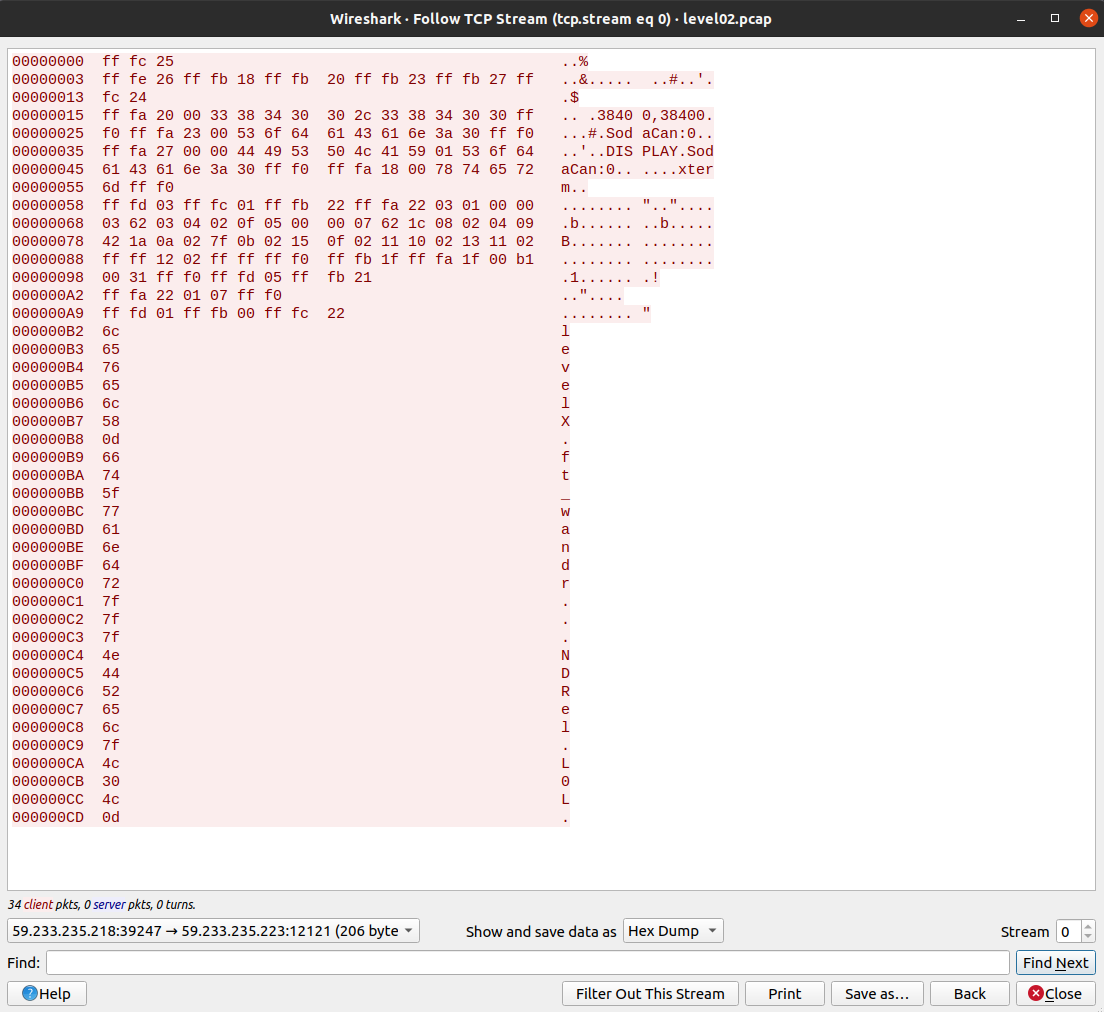 Wireshark · Follow TCP Stream (tcp.stream eq 0) · level02.pcap
00000000 ff fc 25 ..%
00000003 ff fe 26 ff fb 18 ff fb 20 ff fb 23 ff fb 27 ff ..&..... ..#..'.
00000013 fc 24 .$
00000015 ff fa 20 00 33 38 34 30 30 2c 33 38 34 30 30 ff .. .3840 0,38400.
00000025 f0 ff fa 23 00 53 6f 64 61 43 61 6e 3a 30 ff f0 ...#.Sod aCan:0..
00000035 ff fa 27 00 00 44 49 53 50 4c 41 59 01 53 6f 64 ..'..DIS PLAY.Sod
00000045 61 43 61 6e 3a 30 ff f0 ff fa 18 00 78 74 65 72 aCan:0.. ....xter
00000055 6d ff f0 m..
00000058 ff fd 03 ff fc 01 ff fb 22 ff fa 22 03 01 00 00 ........ "..".... 
00000068 03 62 03 04 02 0f 05 00 00 07 62 1c 08 02 04 09 .b...... ..b.....
00000078 42 1a 0a 02 7f 0b 02 15 0f 02 11 10 02 13 11 02 B....... ........
00000088 ff ff 12 02 ff ff ff f0 ff fb 1f ff fa 1f 00 b1 ........ ........
00000098 00 31 ff f0 ff fd 05 ff fb 21 .1...... .!
000000A2 ff fa 22 01 07 ff f0 .."....
000000A9 ff fd 01 ff fb 00 ff fc 22 ........ "
000000B2 6c l
000000B3 65 e
000000B4 76 v
000000B5 65 e
000000B6 6c l
000000B7 58 X
000000B8 0d .
000000B9 66 f
000000BA 74 t
000000BB 5f _
000000BC 77 w
000000BD 61 a
000000BE 6e n
000000BF 64 d
000000C0 72 r
000000C1 7f .
000000C2 7f .
000000C3 7f .
000000C4 4e N
000000C5 44 D
000000C6 52 R
000000C7 65 e
000000C8 6c l
000000C9 7f .
000000CA 4c L
000000CB 30 0
000000CC 4c L
000000CD 0d .
34 client pkts, 0 server pkts, 0 turns.
59.233.235.218:39247 → 59.233.235.223:12121 (206 byte Show and save data as Hex Dump Stream 0
Find: Find Next
Help Filter Out This Stream Print Save as… Back Close